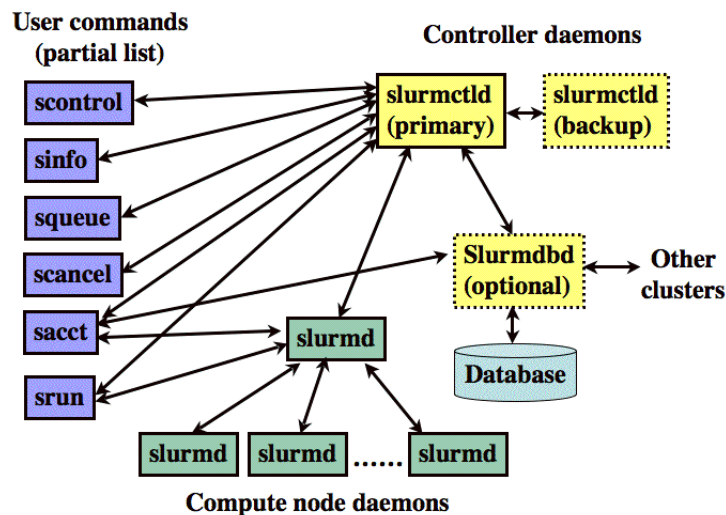 User commands
(partial list)
Controller daemons
scontrol
slurmctld
(primary)
slurmctld
(backup)
sinfo
squeue
scancel
Slurmdbd
(optional)
Other
clusters
sacct
slurmd
srun
Database
slurmd
slurmd
......
slurmd
Compute node daemons